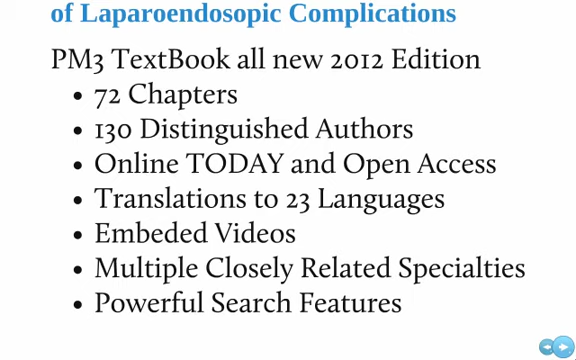 of Laparoendosopic Complications
PM3 TextBook all new 2012 Edition
• 72 Chapters
• 130 Distinguished Authors
• Online TODAY and Open Access
• Translations to 23 Languages
• Embeded Videos
• Multiple Closely Related Specialties
• Powerful Search Features